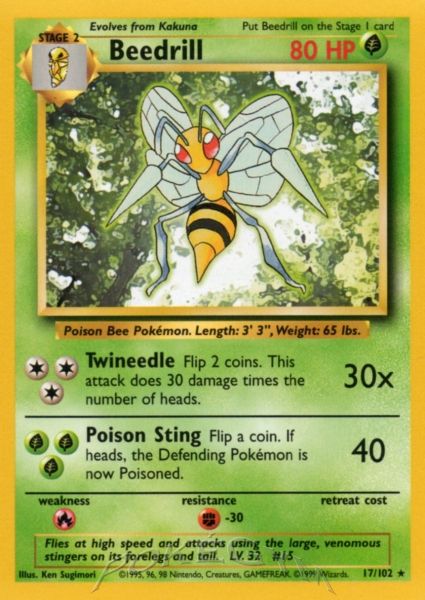 Evolves from Kakuna
Put Beedrill on the Stage 1 card
STAGE 2
Beedrill
80 HP
Poison Bee Pokémon. Length: 3' 3", Weight: 65 lbs.
Twineedle Flip 2 coins. This
attack does 30 damage times the
number of heads.
30x
Poison Sting Flip a coin. If
heads, the Defending Pokémon is
now Poisoned.
40
weakness
resistance
retreat cost
-30
Flies at high speed and attacks using the large, venomous
stingers on its forelegs and tail. LV. 32 #15
Illus. Ken Sugimori
©1995, 96, 98 Nintendo, Creatures, GAMEFREAK. ©1999 Wizards.
17/102 ★